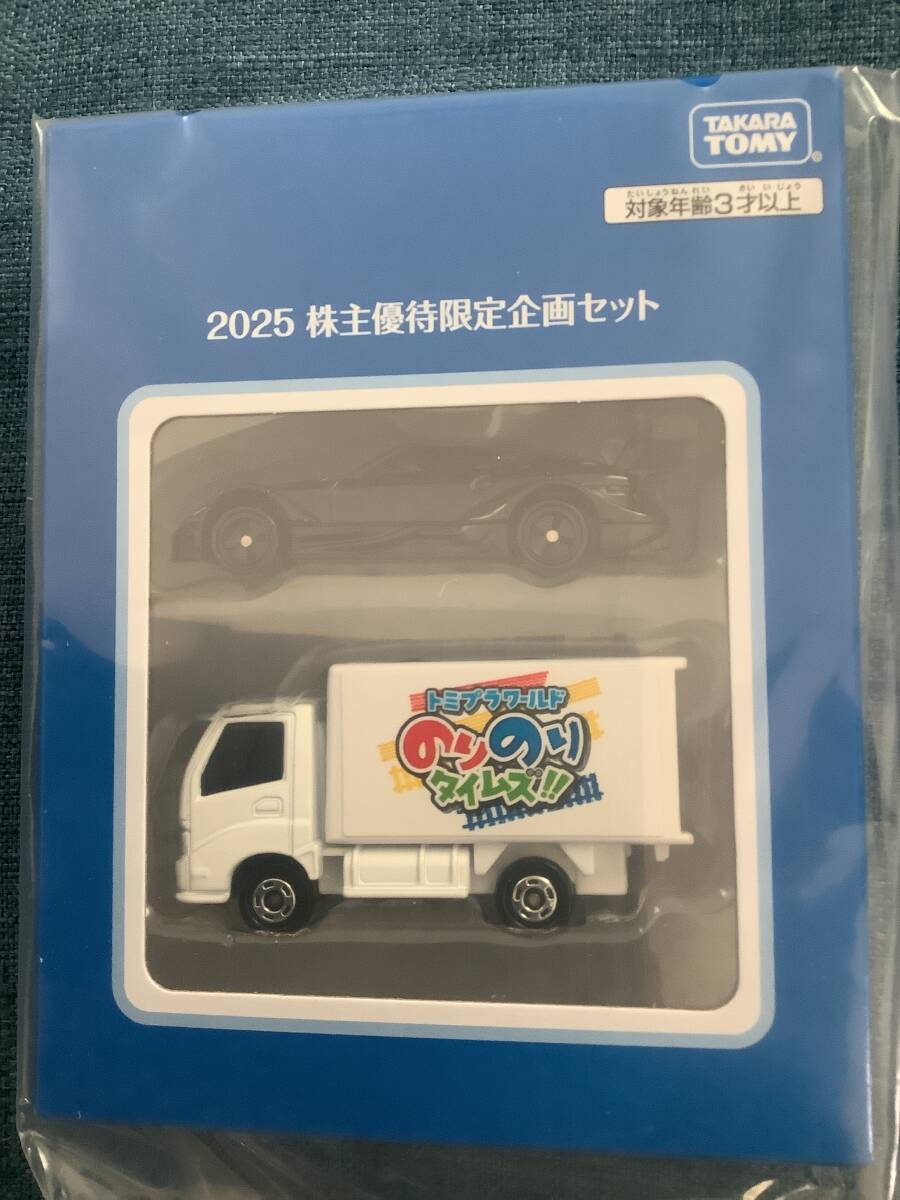 TAKARA
TOMY
たいしょうねんれい さいいじょう
対象年齢3才以上
2025 株主優待限定企画セット
トミプラワールド
のりのり
タイムズ!!